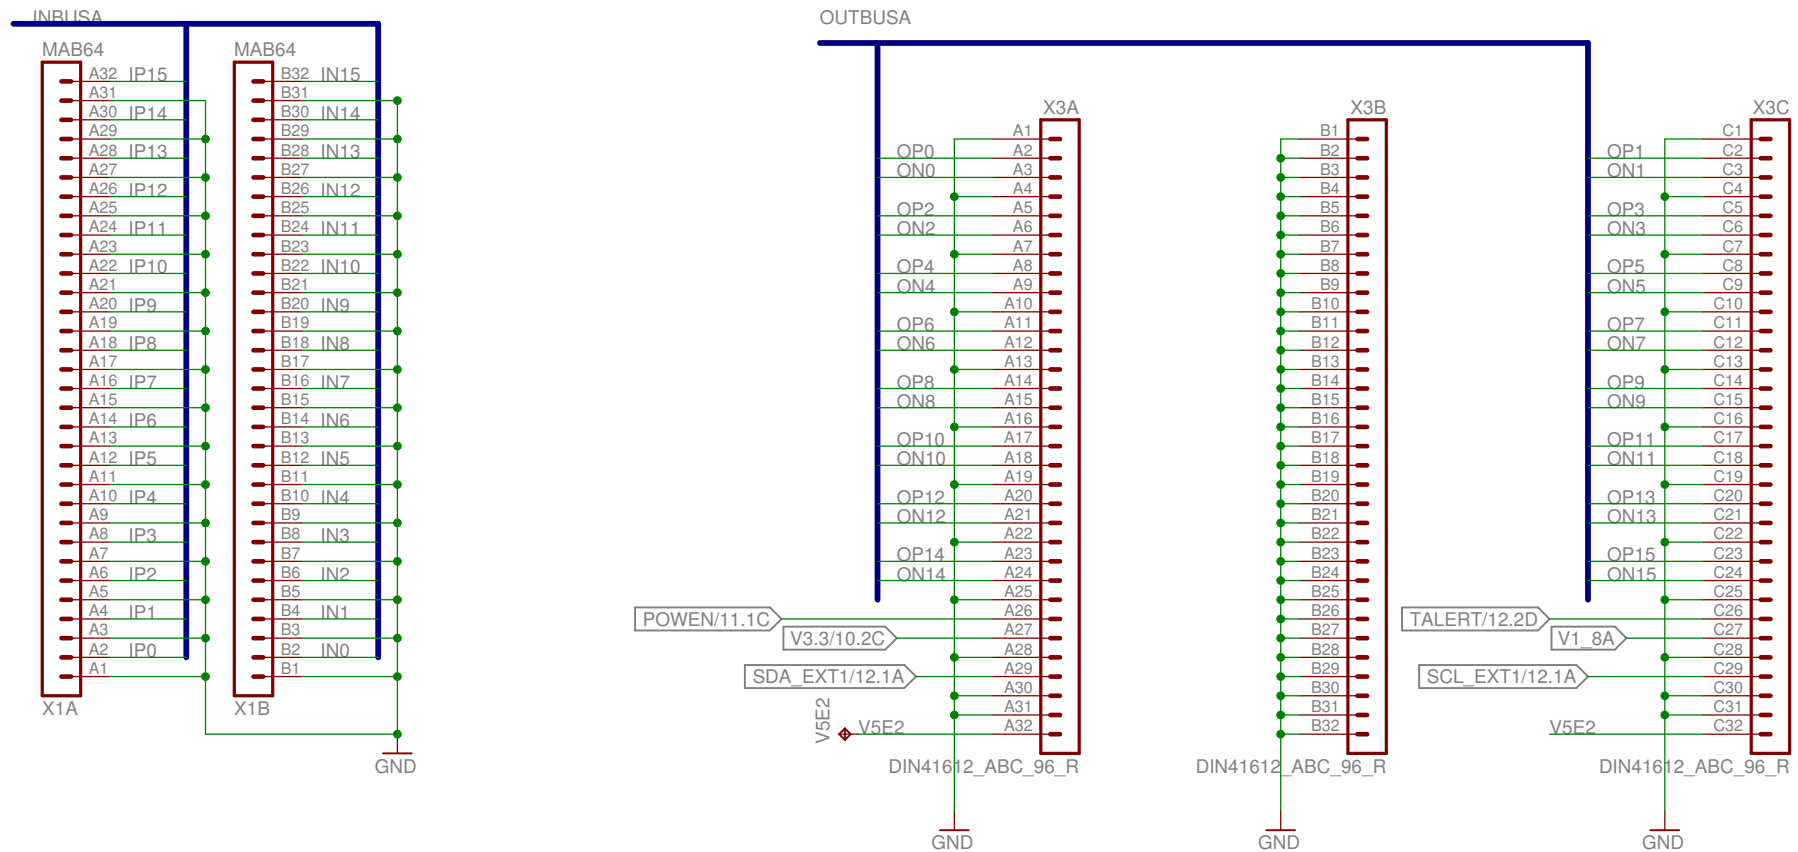 INBUSA
MAB64
A32 IP15
A31
A30 IP14
A29
A28 IP13
A27
A26 IP12
A25
A24 IP11
A23
A22 IP10
A21
A20 IP9
A19
A18 IP8
A17
A16 IP7
A15
A14 IP6
A13
A12 IP5
A11
A10 IP4
A9
A8 IP3
A7
A6 IP2
A5
A4 IP1
A3
A2 IP0
A1
X1A
MAB64
B32 IN15
B31
B30 IN14
B29
B28 IN13
B27
B26 IN12
B25
B24 IN11
B23
B22 IN10
B21
B20 IN9
B19
B18 IN8
B17
B16 IN7
B15
B14 IN6
B13
B12 IN5
B11
B10 IN4
B9
B8 IN3
B7
B6 IN2
B5
B4 IN1
B3
B2 IN0
B1
X1B
GND
OUTBUSA
X3A
A1
OP0 A2
ON0 A3
A4
OP2 A5
ON2 A6
A7
OP4 A8
ON4 A9
A10
OP6 A11
ON6 A12
A13
OP8 A14
ON8 A15
A16
OP10 A17
ON10 A18
A19
OP12 A20
ON12 A21
A22
OP14 A23
ON14 A24
A25
POWEN/11.1C A26
V3.3/10.2C A27
A28
SDA_EXT1/12.1A A29
A30
A31
V5E2 V5E2 A32
DIN41612_ABC_96_R
GND
X3B
B1
B2
B3
B4
B5
B6
B7
B8
B9
B10
B11
B12
B13
B14
B15
B16
B17
B18
B19
B20
B21
B22
B23
B24
B25
B26
B27
B28
B29
B30
B31
B32
DIN41612_ABC_96_R
GND
X3C
C1
OP1 C2
ON1 C3
C4
OP3 C5
ON3 C6
C7
OP5 C8
ON5 C9
C10
OP7 C11
ON7 C12
C13
OP9 C14
ON9 C15
C16
OP11 C17
ON11 C18
C19
OP13 C20
ON13 C21
C22
OP15 C23
ON15 C24
C25
TALERT/12.2D C26
V1_8A C27
C28
SCL_EXT1/12.1A C29
C30
C31
V5E2 C32
DIN41612_ABC_96_R
GND